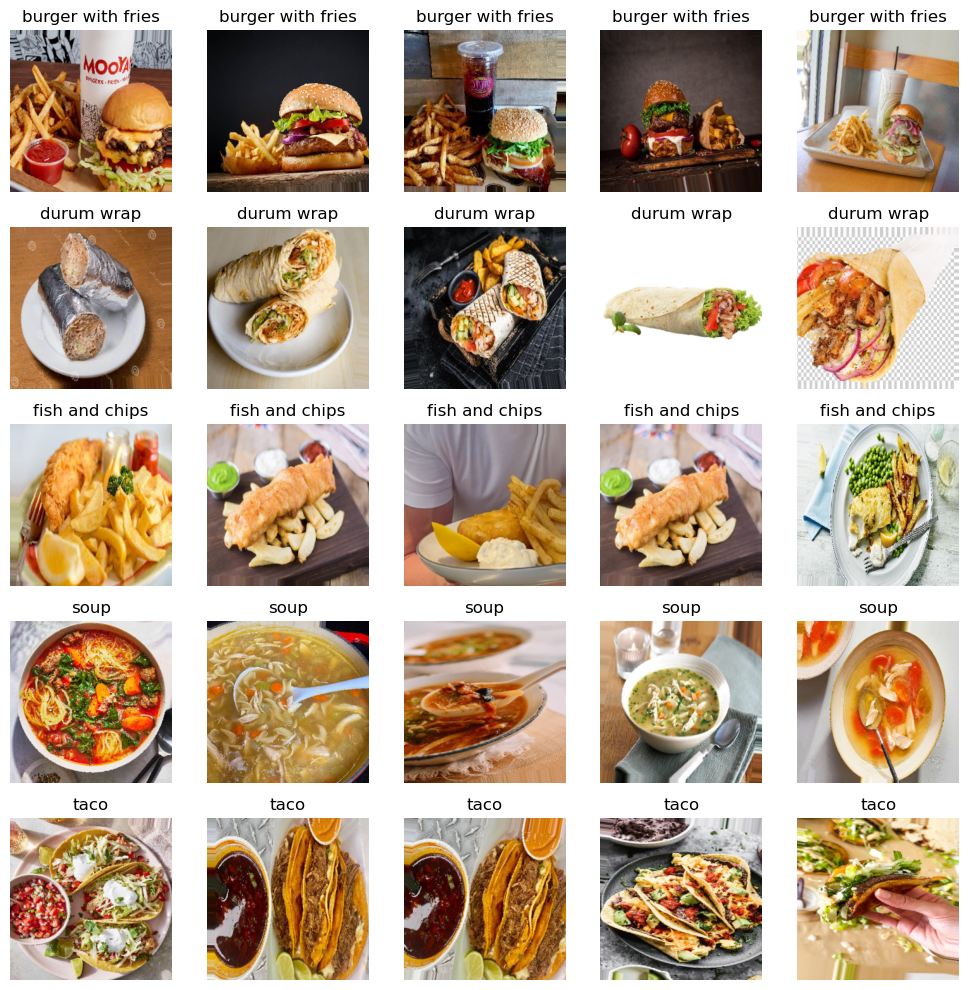 burger with fries burger with fries burger with fries burger with fries burger with fries
MOOYAH
durum wrap durum wrap durum wrap durum wrap durum wrap
fish and chips fish and chips fish and chips fish and chips fish and chips
soup soup soup soup soup
taco taco taco taco taco